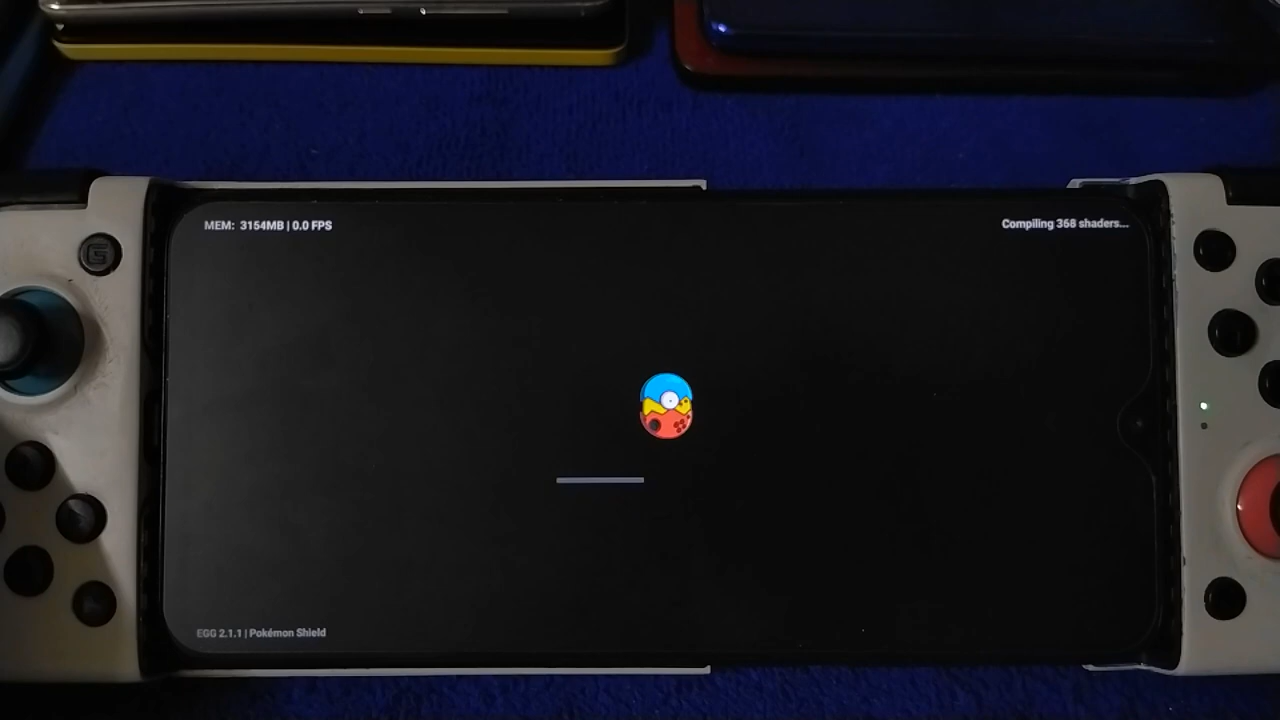 MEM: 3154MB | 0.0 FPS
Compiling 368 shaders...
EGG 2.1.1 | Pokémon Shield